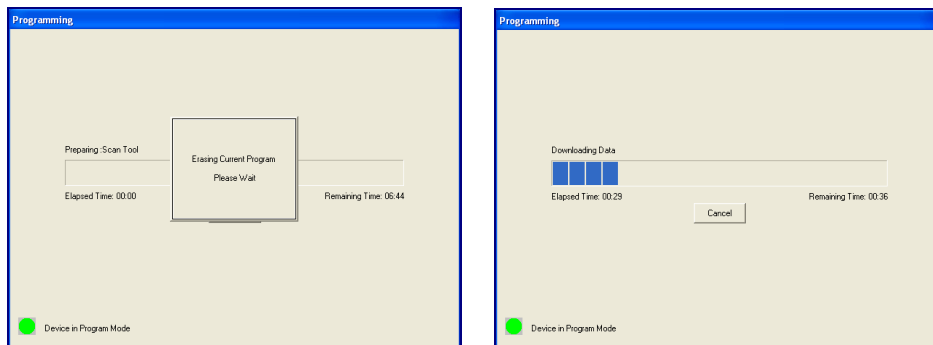 Programming
Preparing :Scan Tool
Erasing Current Program
Please Wait
Elapsed Time: 00:00
Remaining Time: 06:44
Device in Program Mode
Programming
Downloading Data
Elapsed Time: 00:29
Remaining Time: 00:36
Cancel
Device in Program Mode